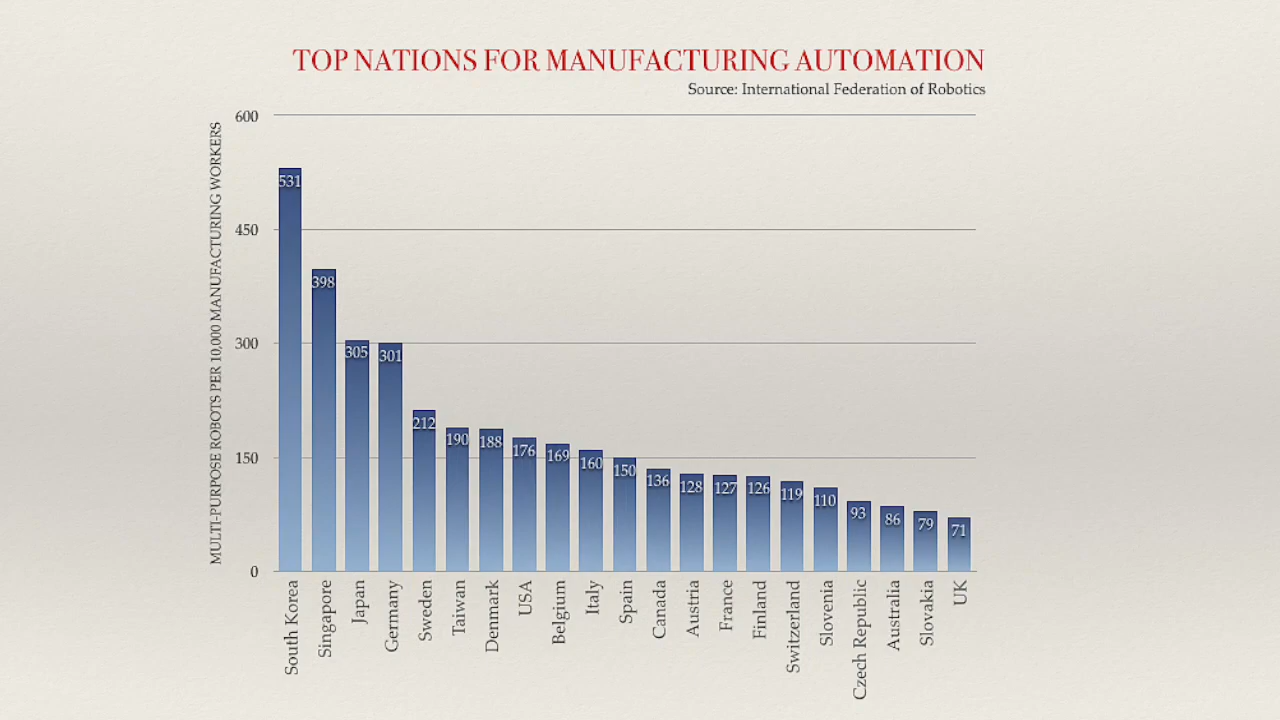 TOP NATIONS FOR MANUFACTURING AUTOMATION
Source: International Federation of Robotics
MULTI-PURPOSE ROBOTS PER 10,000 MANUFACTURING WORKERS
600
450
300
150
0
531
398
305
301
212
190
188
176
169
160
150
136
128
127
126
119
110
93
86
79
71
South Korea
Singapore
Japan
Germany
Sweden
Taiwan
Denmark
USA
Belgium
Italy
Spain
Canada
Austria
France
Finland
Switzerland
Slovenia
Czech Republic
Australia
Slovakia
UK